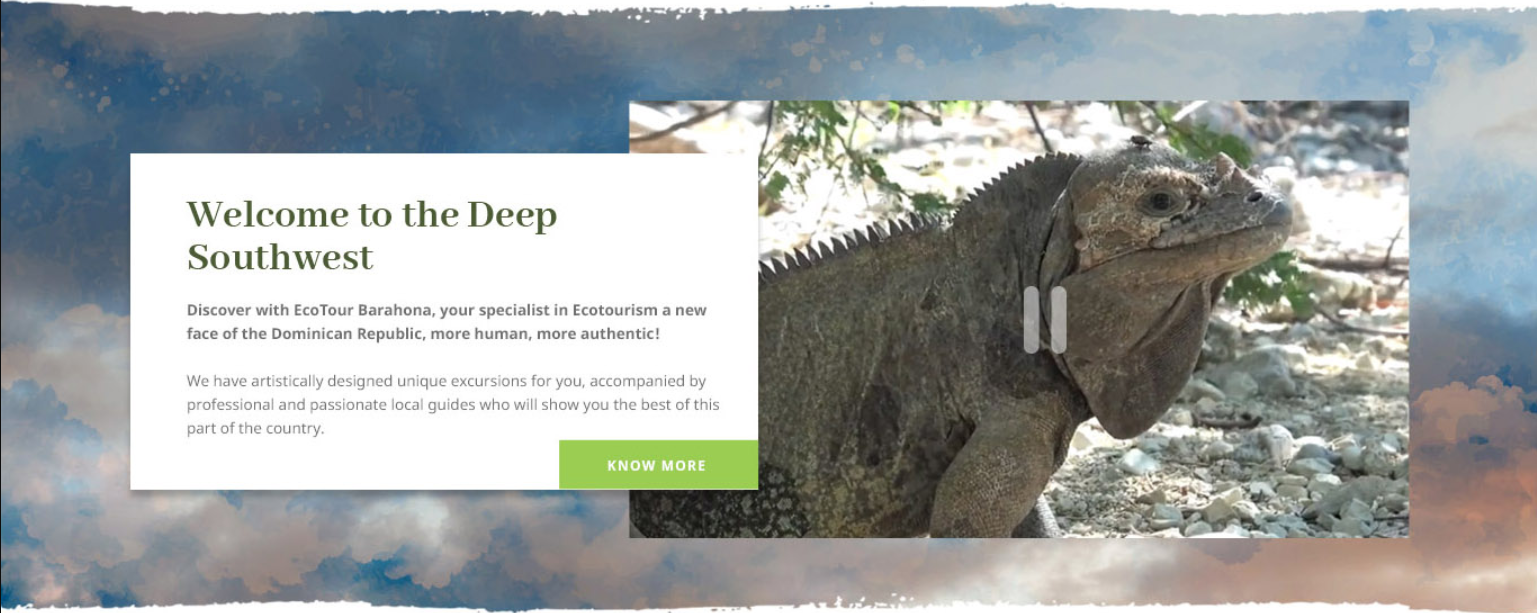 Welcome to the Deep
Southwest
Discover with EcoTour Barahona, your specialist in Ecotourism a new
face of the Dominican Republic, more human, more authentic!
We have artistically designed unique excursions for you, accompanied by
professional and passionate local guides who will show you the best of this
part of the country.
KNOW MORE